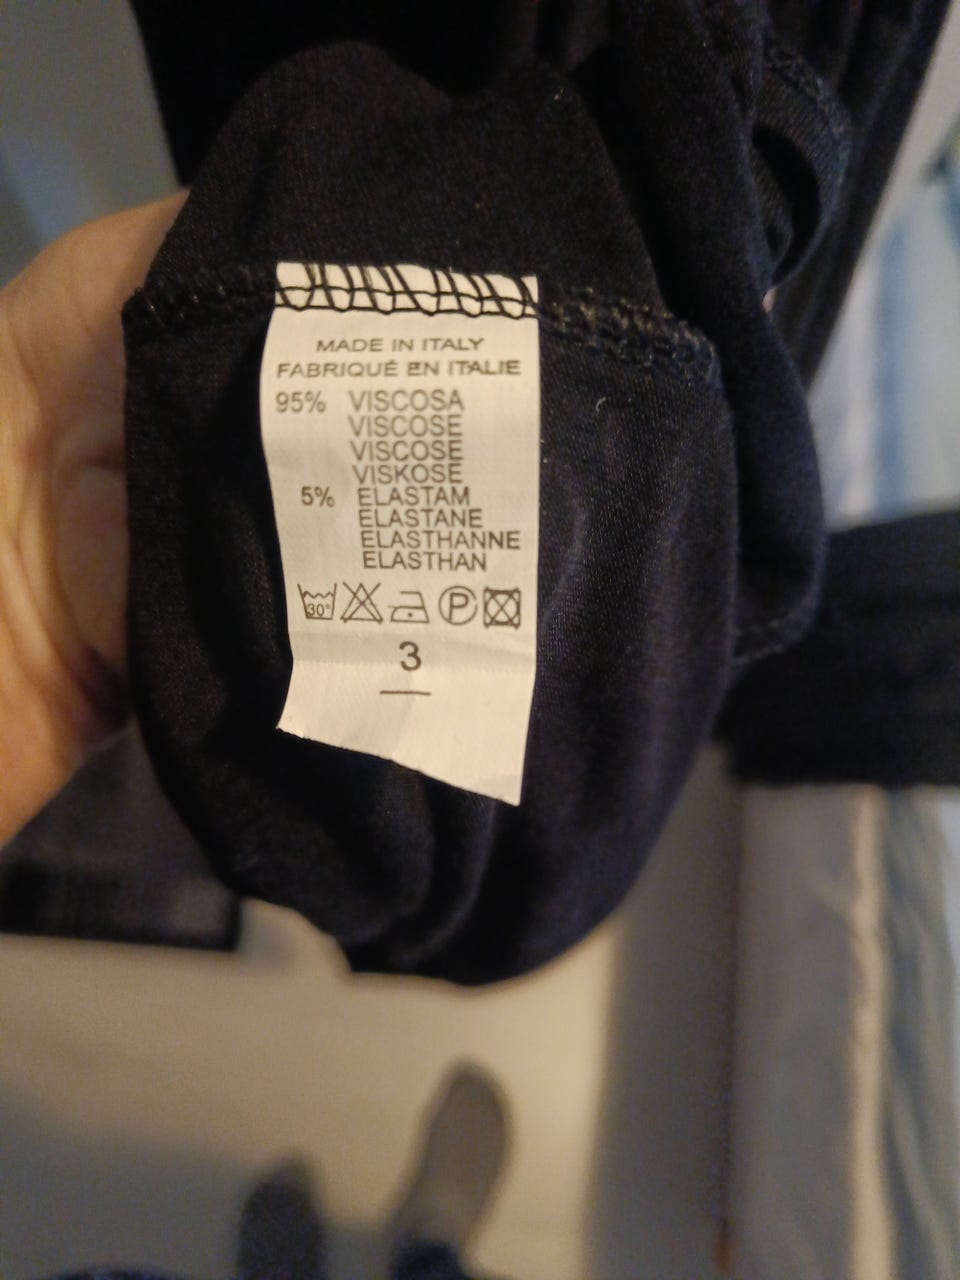 MADE IN ITALY
FABRIQUÉ EN ITALIE
95% VISCOSA
VISCOSE
VISCOSE
VISKOSE
5% ELASTAM
ELASTANE
ELASTHANNE
ELASTHAN
30° P
3